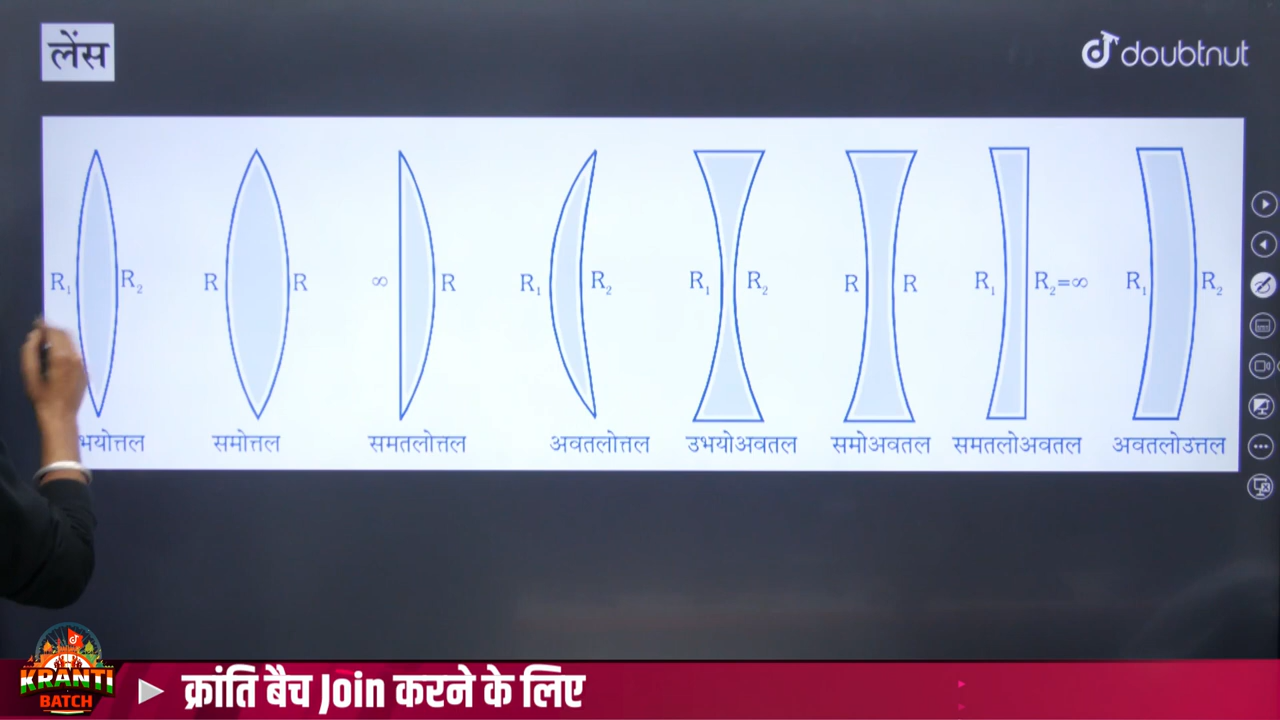 लेंस
doubtnut
R₁ R₂ R R ∞ R R₁ R₂ R₁ R₂ R R R₁ R₂=∞ R₁ R₂
भयोत्तल समोत्तल समतलोत्तल अवतलोत्तल उभयोअवतल समोअवतल समतलोअवतल अवतलोउत्तल
KRANTI
BATCH
क्रांति बैच Join करने के लिए